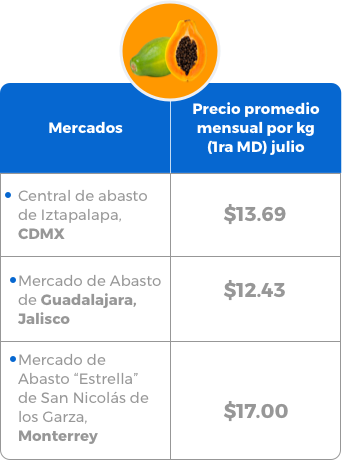 Mercados
Precio promedio
mensual por kg
(1ra MD) julio
Central de abasto
de Iztapalapa,
CDMX
$13.69
Mercado de Abasto
de Guadalajara,
Jalisco
$12.43
Mercado de
Abasto “Estrella”
de San Nicolás de
los Garza,
Monterrey
$17.00